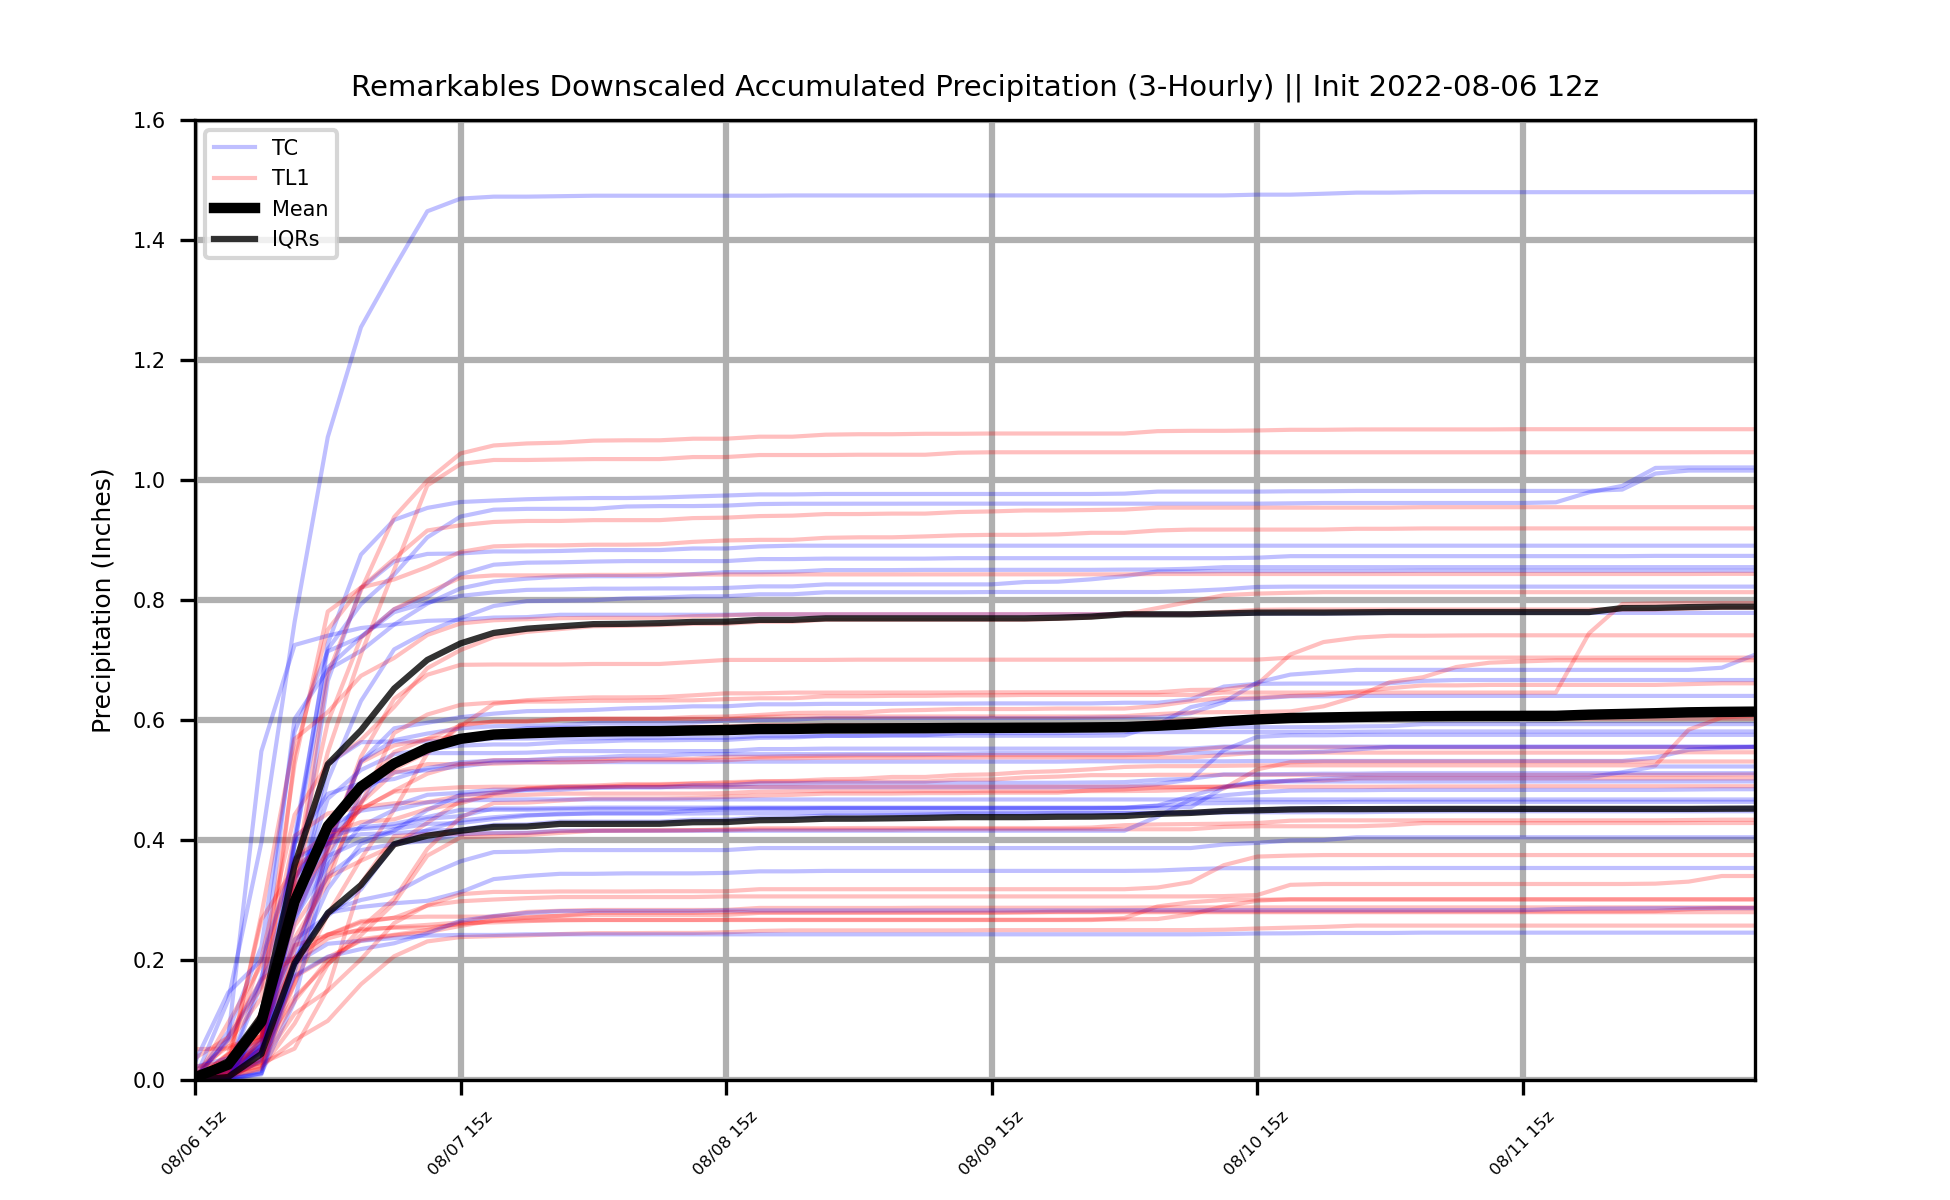 Remarkables Downscaled Accumulated Precipitation (3-Hourly) || Init 2022-08-06 12z
1.6
1.4
1.2
1.0
0.8
0.6
0.4
0.2
0.0
Precipitation (Inches)
TC
TL1
Mean
IQRs
08/06 15z
08/07 15z
08/08 15z
08/09 15z
08/10 15z
08/11 15z